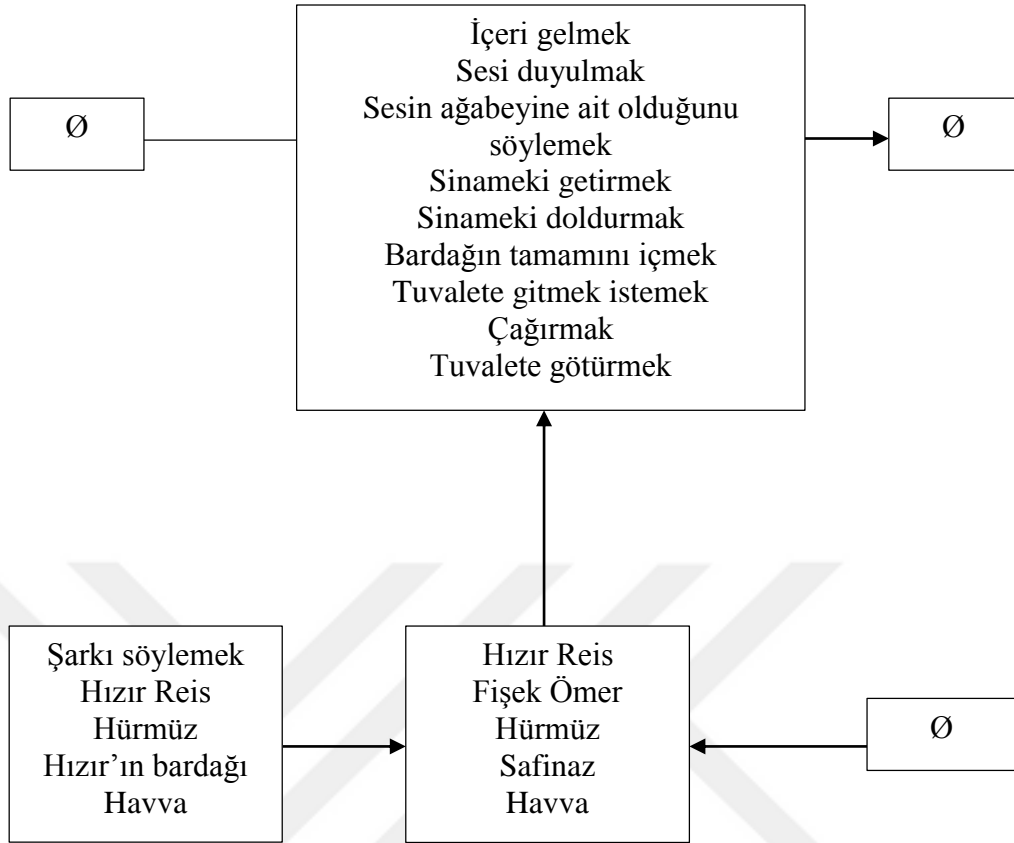 Ø
İçeri gelmek
Sesi duyulmak
Sesin ağabeyine ait olduğunu
söylemek
Sinameki getirmek
Sinameki doldurmak
Bardağın tamamını içmek
Tuvalete gitmek istemek
Çağırmak
Tuvalete götürmek
Ø
Şarkı söylemek
Hızır Reis
Hürmüz
Hızır’ın bardağı
Havva
Hızır Reis
Fişek Ömer
Hürmüz
Safinaz
Havva
Ø